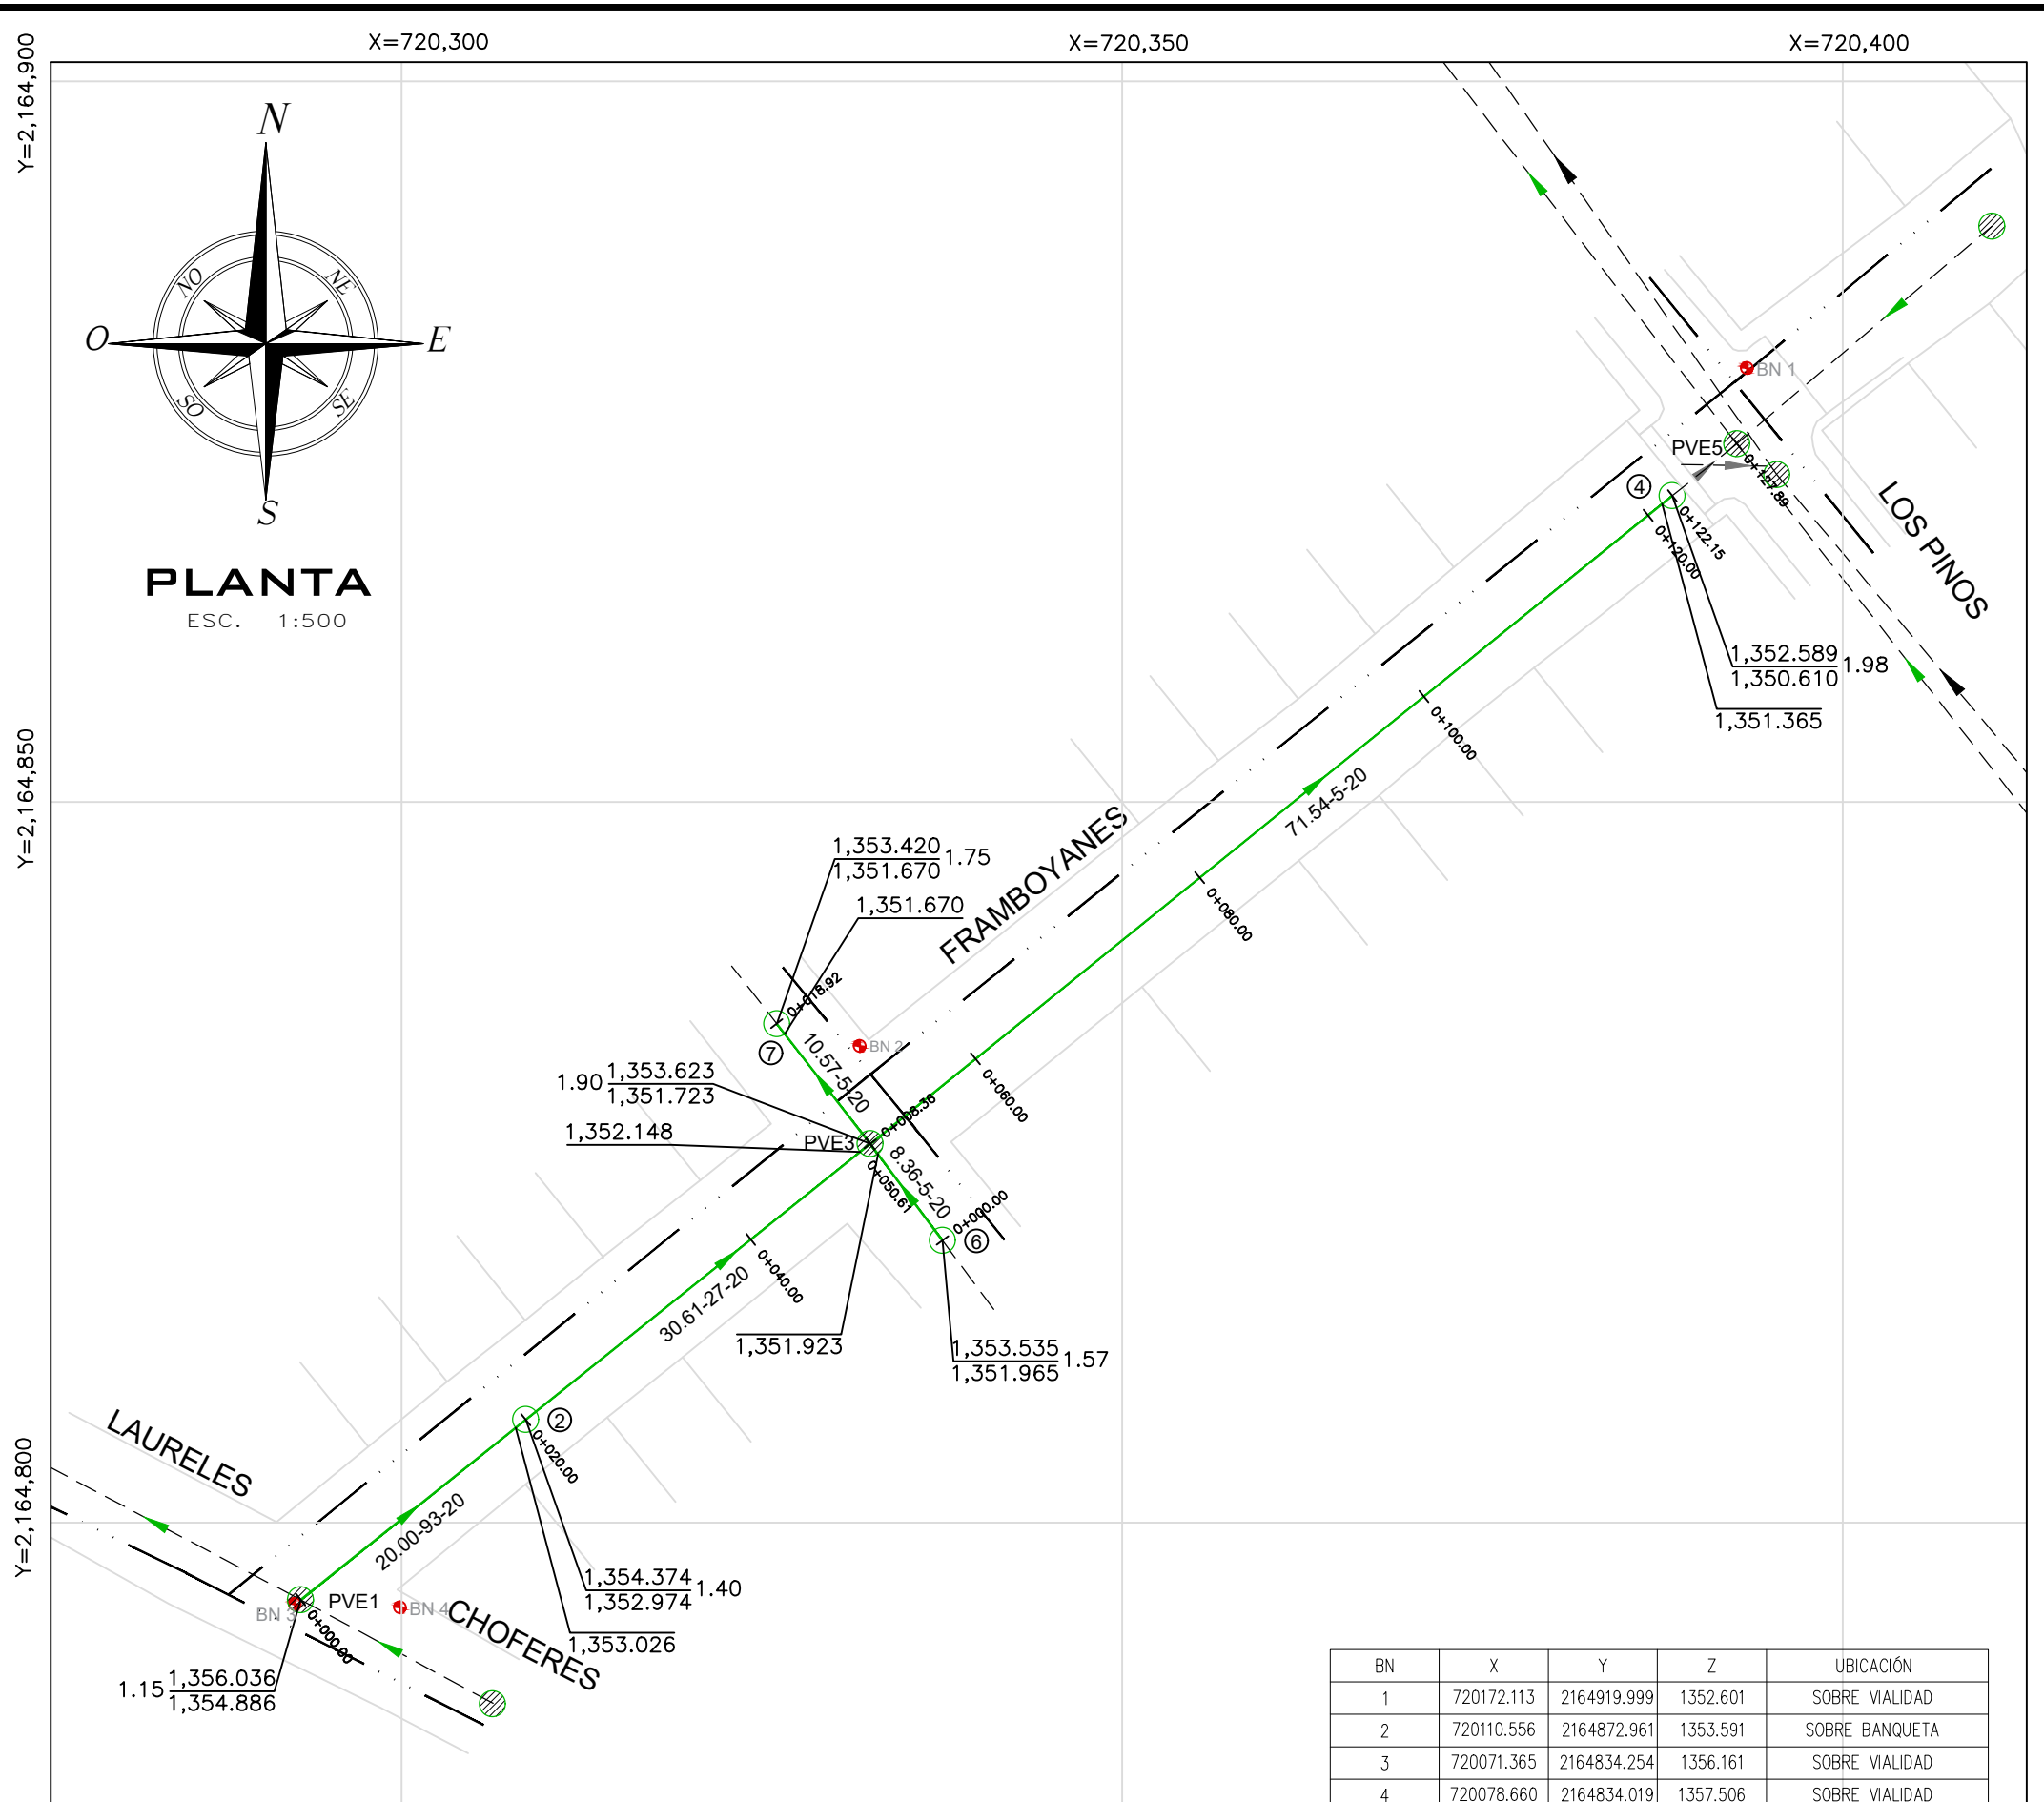 X=720,300
X=720,350
X=720,400
Y=2,164,900
Y=2,164,850
Y=2,164,800
N
NO
NE
O
E
SO
SE
S
PLANTA
ESC. 1:500
BN 1
PVE5
0+127.89
4
0+122.15
0+120.00
LOS PINOS
1,352.589
1.98
1,350.610
1,351.365
0+100.00
71.54-5-20
FRAMBOYANES
0+080.00
1,353.420
1.75
1,351.670
1,351.670
0+018.92
7
BN 2
10.57-5-20
0+060.00
1.90
1,353.623
1,351.723
1,352.148
PVE3
0+008.36
0+050.61
8.36-5-20
0+000.00
6
0+040.00
30.61-27-20
1,351.923
1,353.535
1.57
1,351.965
LAURELES
2
0+020.00
20.00-93-20
1,354.374
1.40
1,352.974
1,353.026
BN 3
PVE1
0+000.00
BN 4
CHOFERES
1.15
1,356.036
1,354.886
BN X Y Z UBICACIÓN
1 720172.113 2164919.999 1352.601 SOBRE VIALIDAD
2 720110.556 2164872.961 1353.591 SOBRE BANQUETA
3 720071.365 2164834.254 1356.161 SOBRE VIALIDAD
4 720078.660 2164834.019 1357.506 SOBRE VIALIDAD